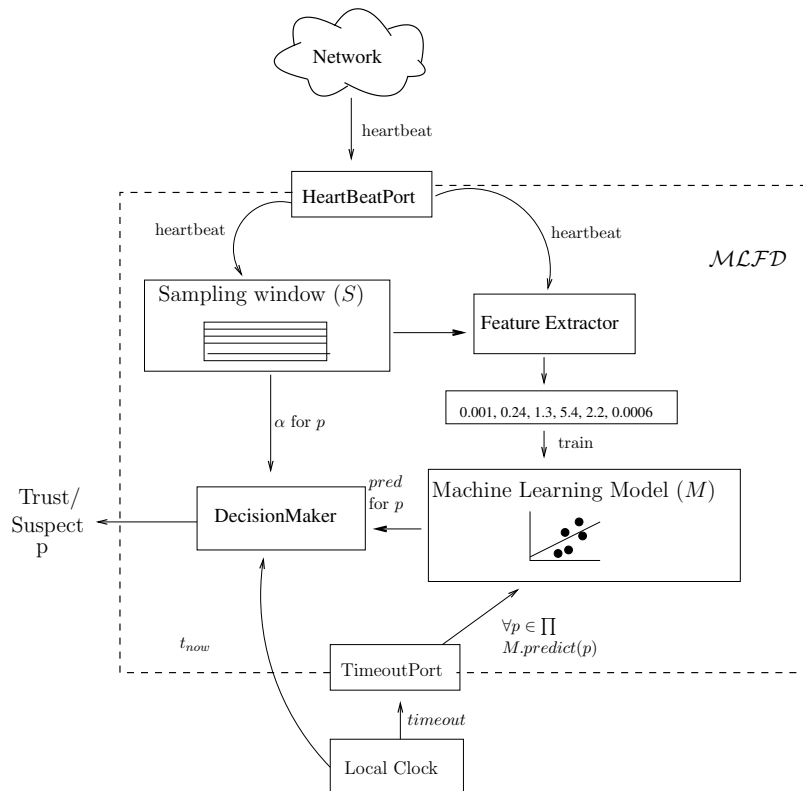 Network
heartbeat
HeartBeatPort
heartbeat
heartbeat
MLFD
Sampling window (S)
Feature Extractor
0.001, 0.24, 1.3, 5.4, 2.2, 0.0006
α for p
train
pred
for p
Machine Learning Model (M)
Trust/
Suspect
p
DecisionMaker
t_now
∀p ∈ ∏
M.predict(p)
TimeoutPort
timeout
Local Clock